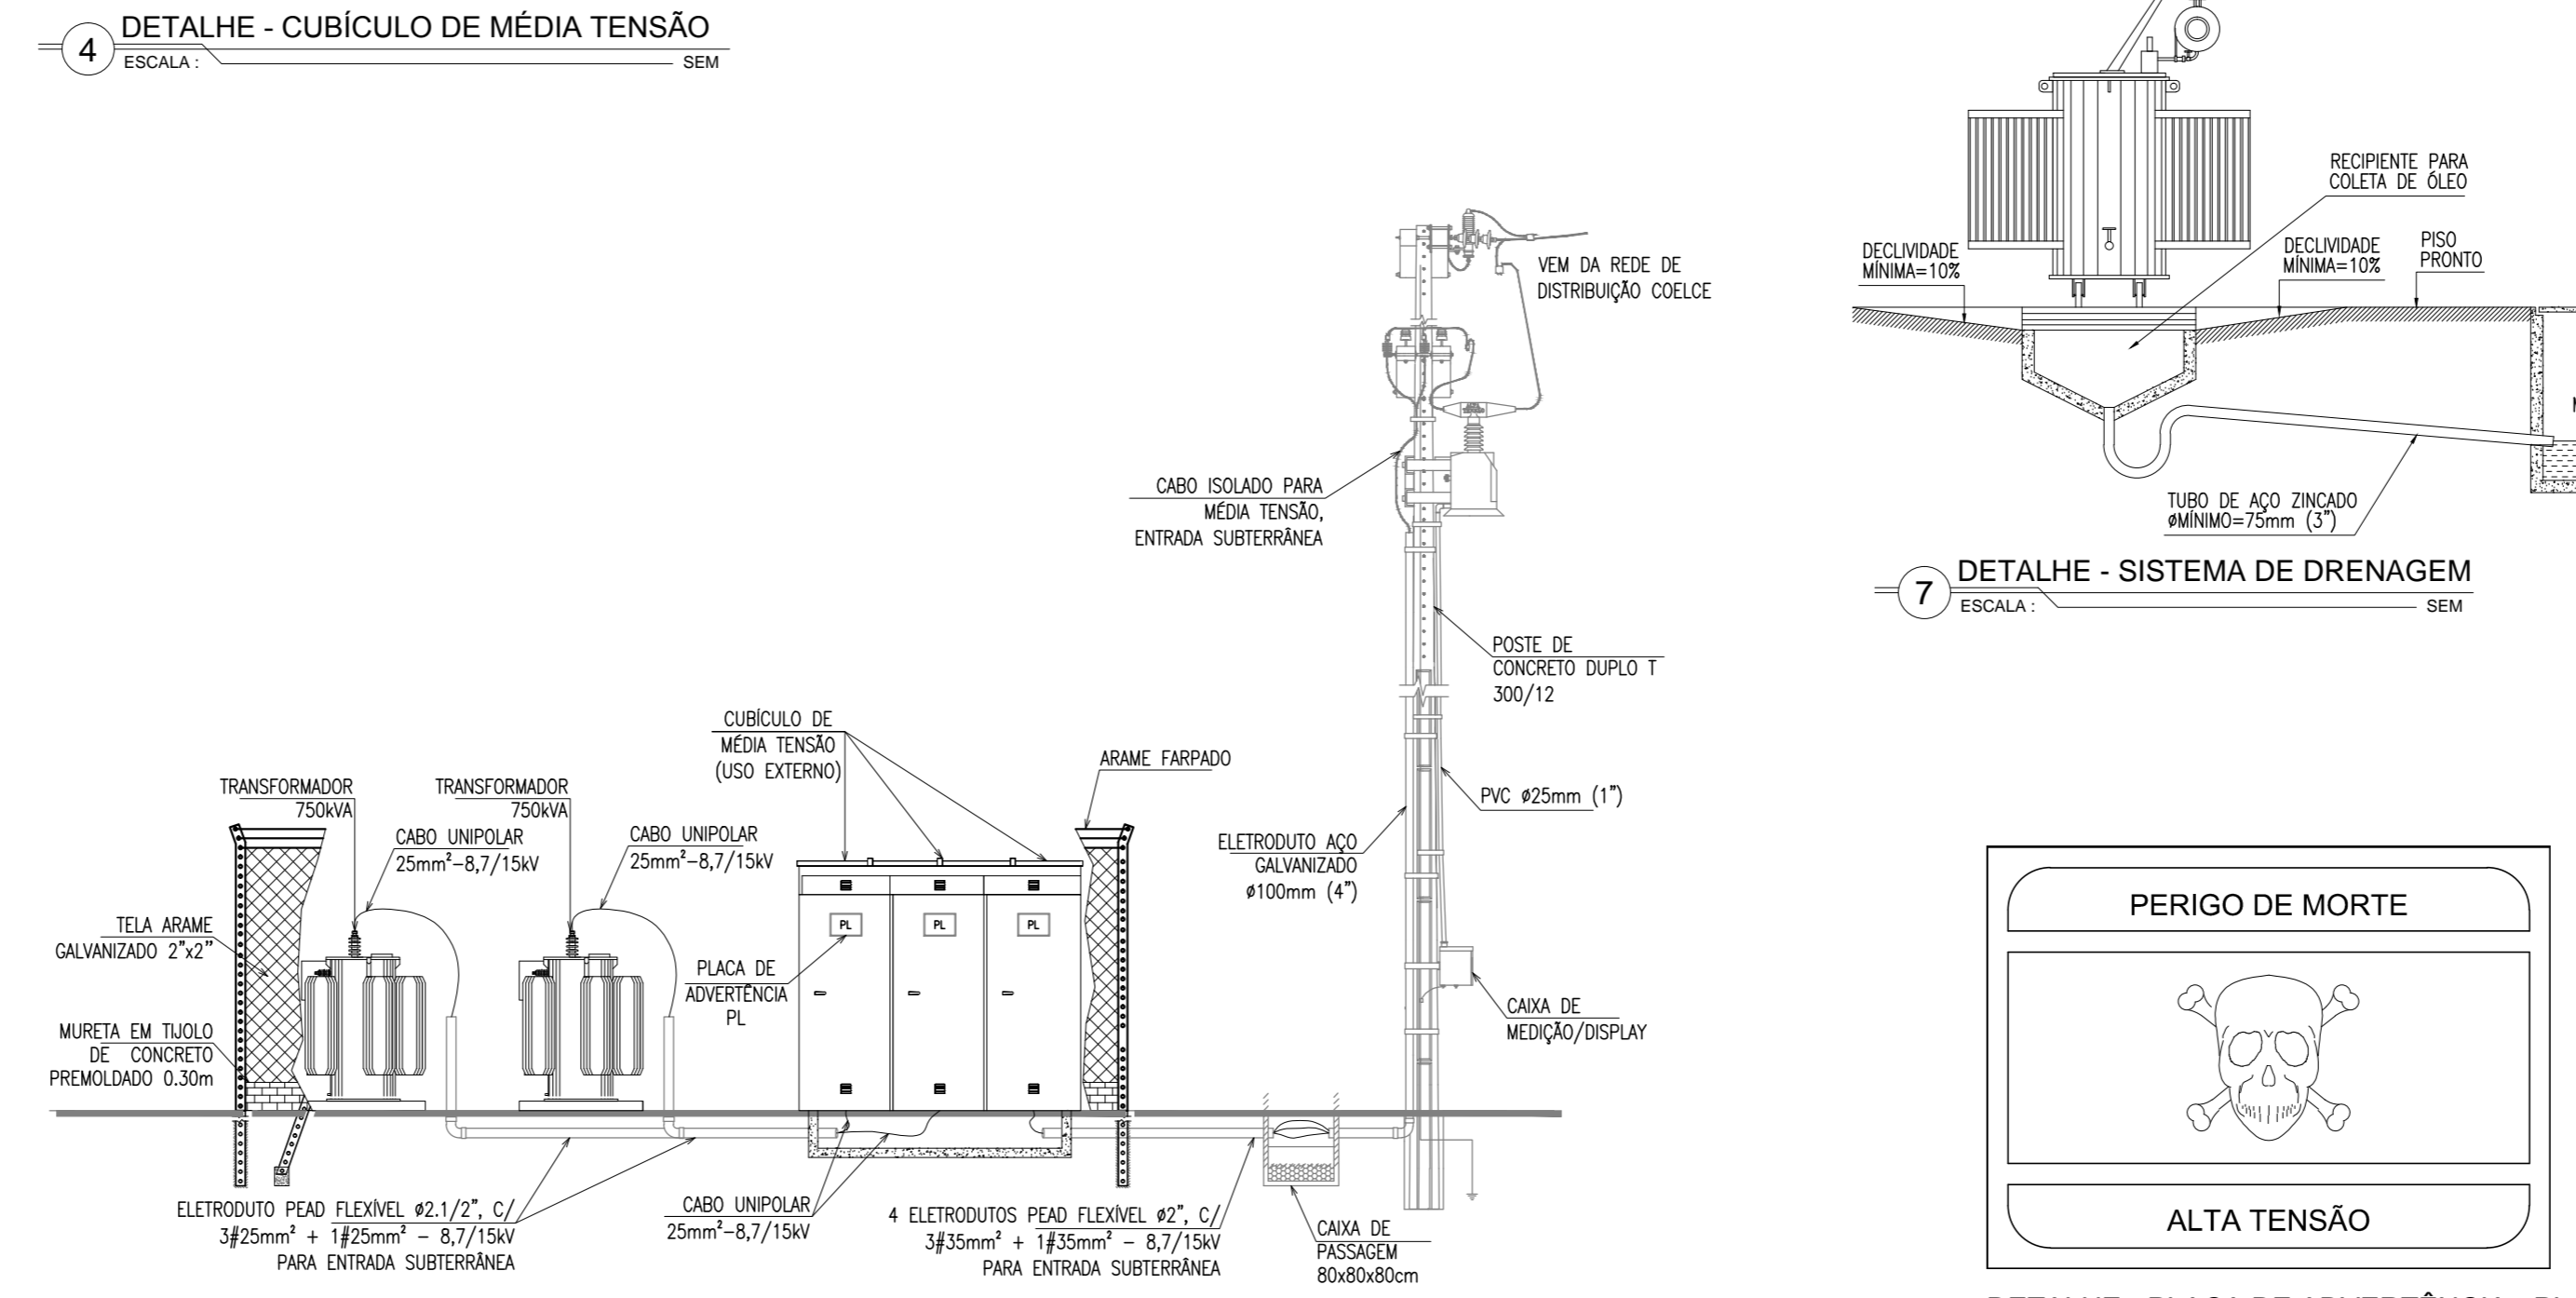 4
DETALHE - CUBÍCULO DE MÉDIA TENSÃO
ESCALA :
SEM
RECIPIENTE PARA
COLETA DE ÓLEO
DECLIVIDADE
MÍNIMA=10%
DECLIVIDADE
MÍNIMA=10%
PISO
PRONTO
TUBO DE AÇO ZINCADO
øMÍNIMO=75mm (3")
7
DETALHE - SISTEMA DE DRENAGEM
ESCALA :
SEM
VEM DA REDE DE
DISTRIBUIÇÃO COELCE
CABO ISOLADO PARA
MÉDIA TENSÃO,
ENTRADA SUBTERRÂNEA
POSTE DE
CONCRETO DUPLO T
300/12
CUBÍCULO DE
MÉDIA TENSÃO
(USO EXTERNO)
ARAME FARPADO
TRANSFORMADOR
750kVA
TRANSFORMADOR
750kVA
CABO UNIPOLAR
25mm²-8,7/15kV
CABO UNIPOLAR
25mm²-8,7/15kV
PVC ø25mm (1")
ELETRODUTO AÇO
GALVANIZADO
ø100mm (4")
TELA ARAME
GALVANIZADO 2"x2"
PL
PL
PL
PLACA DE
ADVERTÊNCIA
PL
MURETA EM TIJOLO
DE CONCRETO
PREMOLDADO 0.30m
CAIXA DE
MEDIÇÃO/DISPLAY
ELETRODUTO PEAD FLEXÍVEL ø2.1/2", C/
3#25mm² + 1#25mm² - 8,7/15kV
PARA ENTRADA SUBTERRÂNEA
CABO UNIPOLAR
25mm²-8,7/15kV
4 ELETRODUTOS PEAD FLEXÍVEL ø2", C/
3#35mm² + 1#35mm² - 8,7/15kV
PARA ENTRADA SUBTERRÂNEA
CAIXA DE
PASSAGEM
80x80x80cm
PERIGO DE MORTE
ALTA TENSÃO